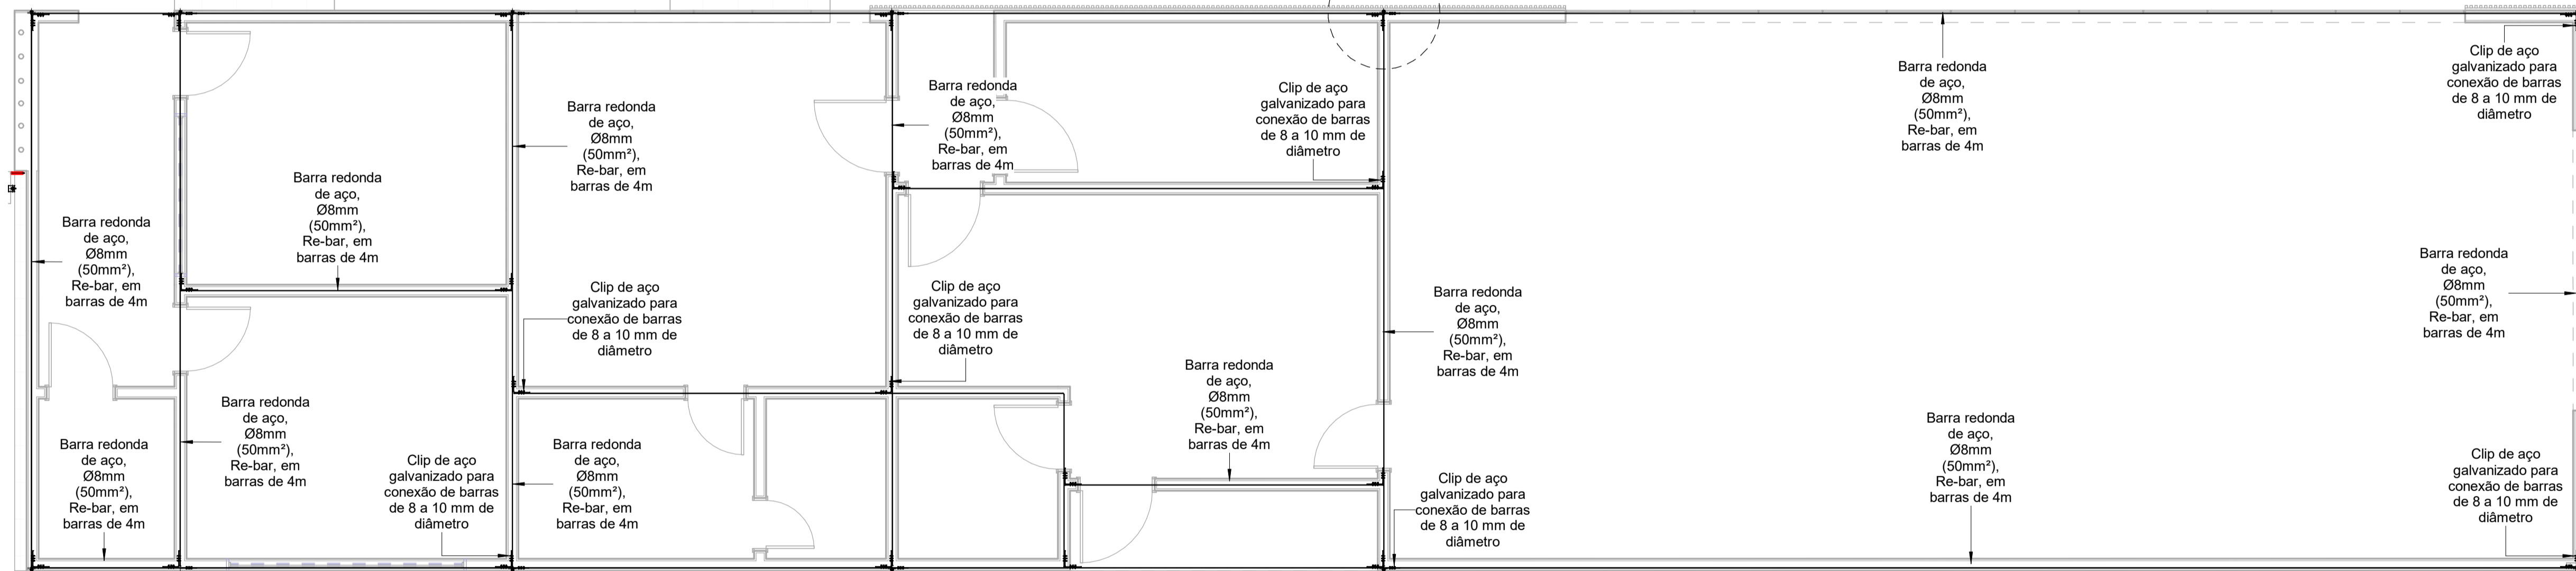 Barra redonda
de aço,
Ø8mm
(50mm²),
Re-bar, em
barras de 4m
Barra redonda
de aço,
Ø8mm
(50mm²),
Re-bar, em
barras de 4m
Barra redonda
de aço,
Ø8mm
(50mm²),
Re-bar, em
barras de 4m
Barra redonda
de aço,
Ø8mm
(50mm²),
Re-bar, em
barras de 4m
Clip de aço
galvanizado para
conexão de barras
de 8 a 10 mm de
diâmetro
Barra redonda
de aço,
Ø8mm
(50mm²),
Re-bar, em
barras de 4m
Clip de aço
galvanizado para
conexão de barras
de 8 a 10 mm de
diâmetro
Barra redonda
de aço,
Ø8mm
(50mm²),
Re-bar, em
barras de 4m
Barra redonda
de aço,
Ø8mm
(50mm²),
Re-bar, em
barras de 4m
Clip de aço
galvanizado para
conexão de barras
de 8 a 10 mm de
diâmetro
Clip de aço
galvanizado para
conexão de barras
de 8 a 10 mm de
diâmetro
Barra redonda
de aço,
Ø8mm
(50mm²),
Re-bar, em
barras de 4m
Barra redonda
de aço,
Ø8mm
(50mm²),
Re-bar, em
barras de 4m
Clip de aço
galvanizado para
conexão de barras
de 8 a 10 mm de
diâmetro
Barra redonda
de aço,
Ø8mm
(50mm²),
Re-bar, em
barras de 4m
Barra redonda
de aço,
Ø8mm
(50mm²),
Re-bar, em
barras de 4m
Clip de aço
galvanizado para
conexão de barras
de 8 a 10 mm de
diâmetro
Barra redonda
de aço,
Ø8mm
(50mm²),
Re-bar, em
barras de 4m
Clip de aço
galvanizado para
conexão de barras
de 8 a 10 mm de
diâmetro
Barra redonda
de aço,
Ø8mm
(50mm²),
Re-bar, em
barras de 4m